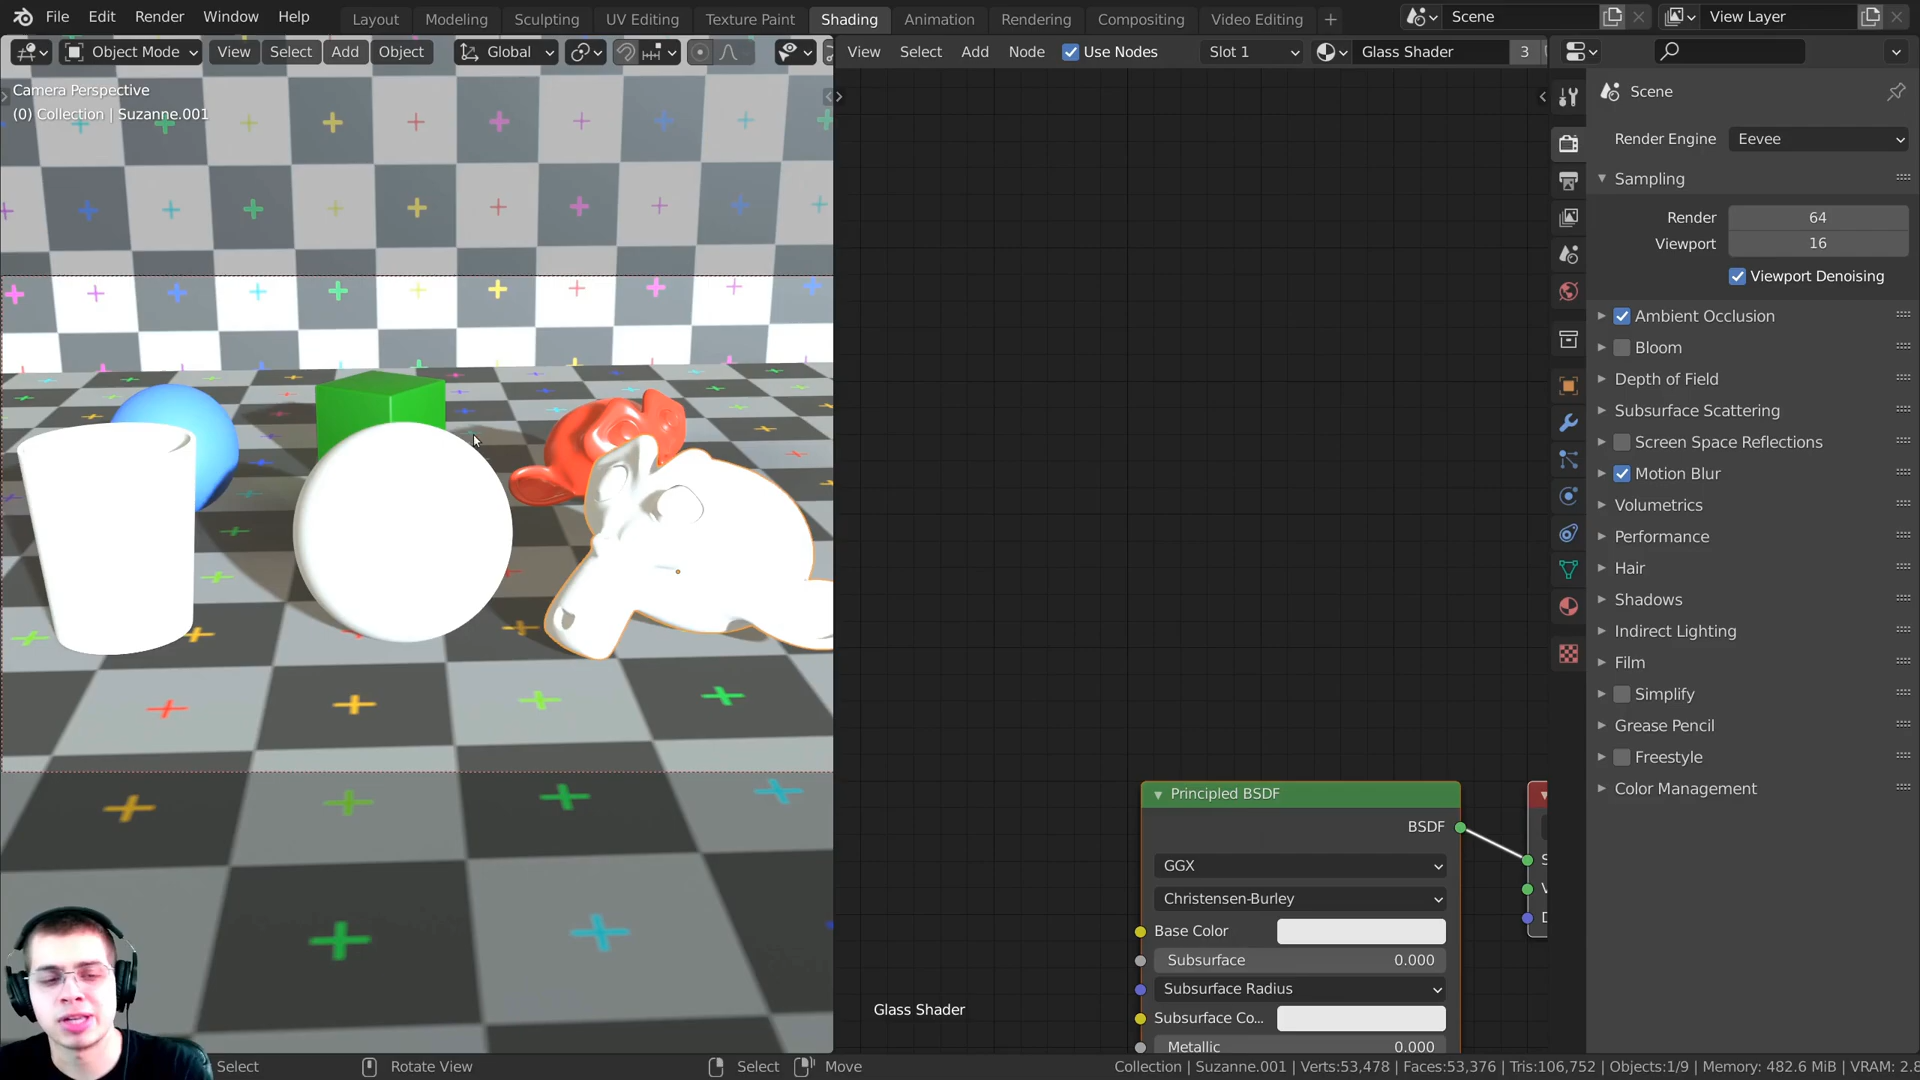 File Edit Render Window Help Layout Modeling Sculpting UV Editing Texture Paint Shading Animation Rendering Compositing Video Editing + Scene View Layer
Object Mode View Select Add Object Global View Select Add Node Use Nodes Slot 1 Glass Shader 3
Camera Perspective
(0) Collection | Suzanne.001
Scene
Render Engine Eevee
Sampling
Render 64
Viewport 16
Viewport Denoising
Ambient Occlusion
Bloom
Depth of Field
Subsurface Scattering
Screen Space Reflections
Motion Blur
Volumetrics
Performance
Hair
Shadows
Indirect Lighting
Film
Simplify
Grease Pencil
Freestyle
Color Management
Principled BSDF
BSDF
GGX
Christensen-Burley
Base Color
Subsurface 0.000
Subsurface Radius
Subsurface Co...
Metallic 0.000
Glass Shader
Select Rotate View Select Move Collection | Suzanne.001 | Verts:53,478 | Faces:53,376 | Tris:106,752 | Objects:1/9 | Memory: 482.6 MiB | VRAM: 2.8